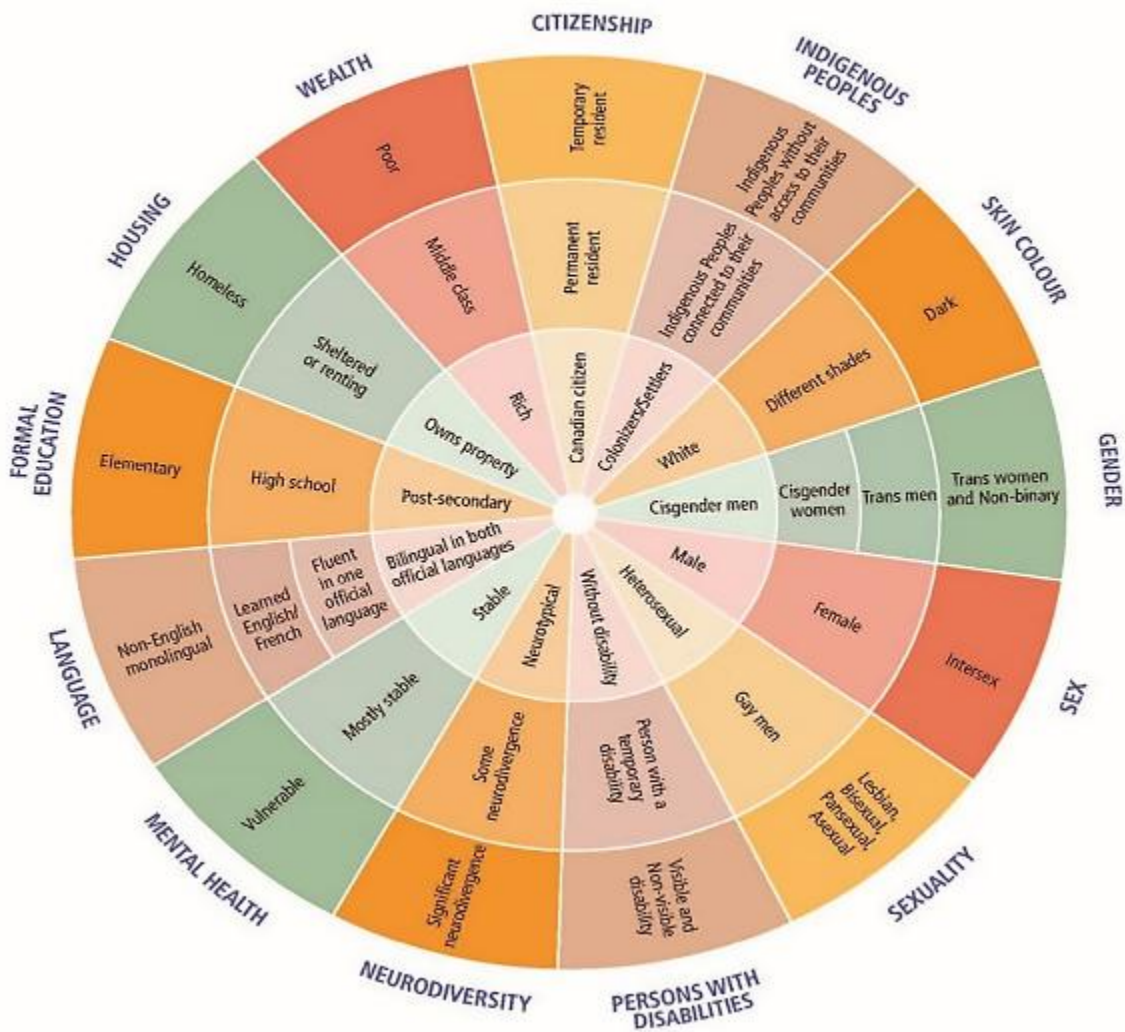 CITIZENSHIP
Temporary
resident
Permanent
resident
Canadian citizen
INDIGENOUS
PEOPLES
Indigenous
Peoples without
access to their
communities
Indigenous Peoples
connected to their
communities
Colonizers/Settlers
SKIN COLOUR
Dark
Different shades
White
GENDER
Trans women
and Non-binary
Trans men
Cisgender
women
Cisgender men
SEX
Intersex
Female
Male
SEXUALITY
Lesbian,
Bisexual,
Pansexual,
Asexual
Gay men
Heterosexual
PERSONS WITH
DISABILITIES
Visible and
Non-visible
disability
Person with a
temporary
disability
Without disability
NEURODIVERSITY
Significant
neurodivergence
Some
neurodivergence
Neurotypical
MENTAL HEALTH
Vulnerable
Mostly stable
Stable
LANGUAGE
Non-English
monolingual
Learned
English/
French
Fluent
in one
official
language
Bilingual in both
official languages
FORMAL
EDUCATION
Elementary
High school
Post-secondary
HOUSING
Homeless
Sheltered
or renting
Owns property
WEALTH
Poor
Middle class
Rich